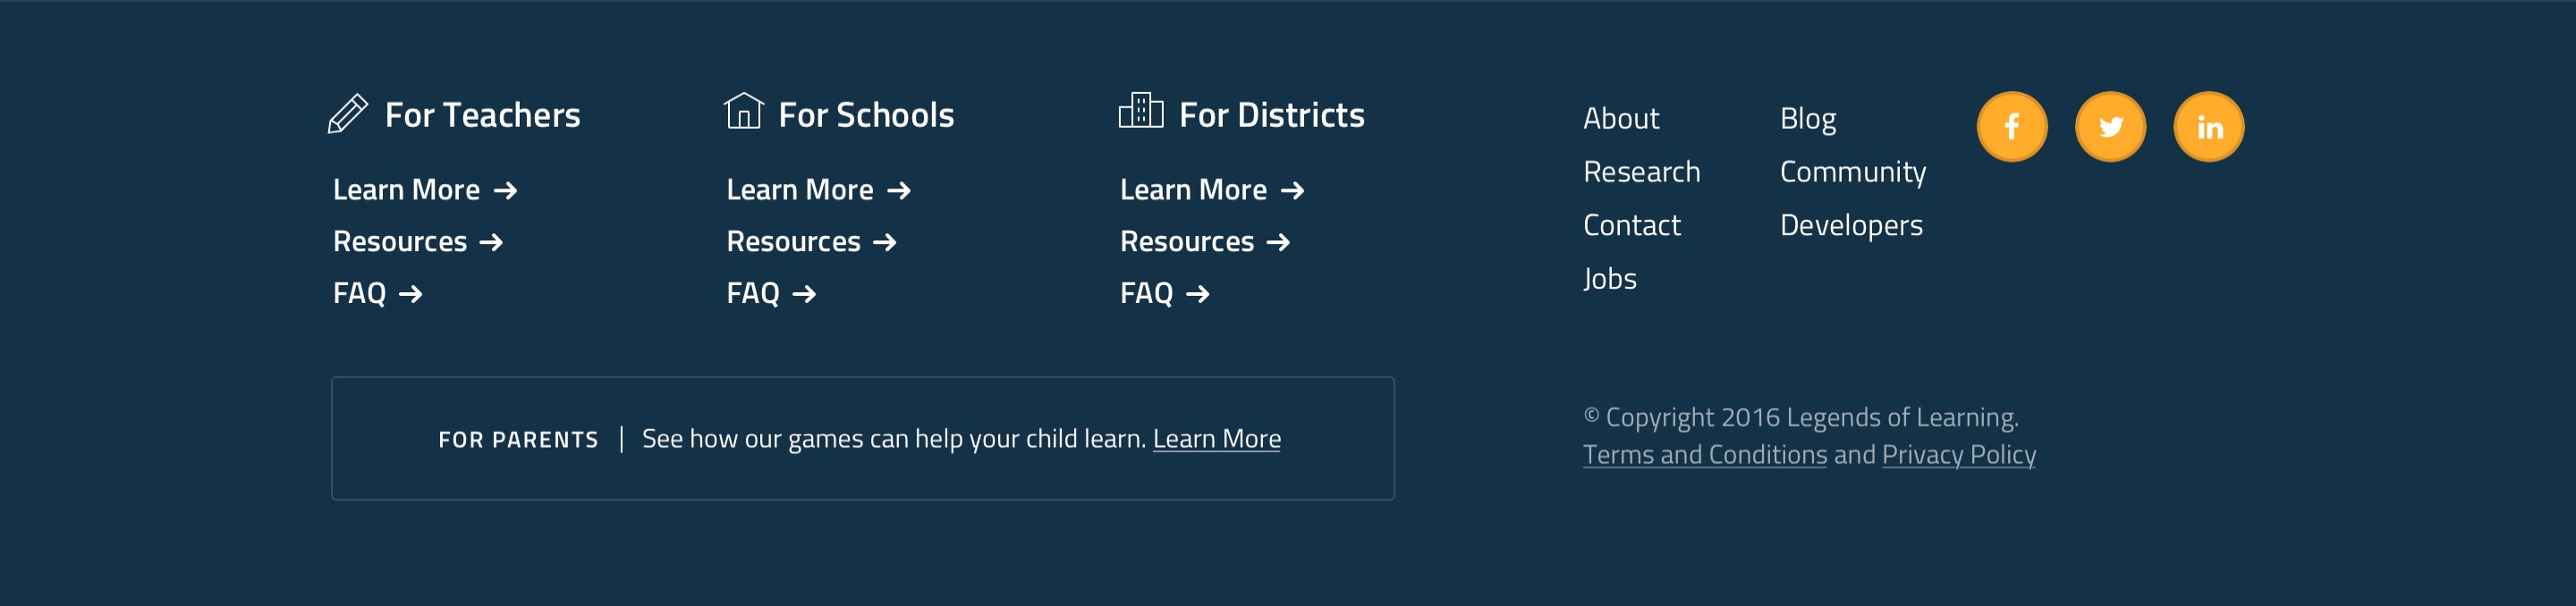 For Teachers
Learn More →
Resources →
FAQ →
For Schools
Learn More →
Resources →
FAQ →
For Districts
Learn More →
Resources →
FAQ →
FOR PARENTS | See how our games can help your child learn. Learn More
About
Research
Contact
Jobs
Blog
Community
Developers
f
in
© Copyright 2016 Legends of Learning.
Terms and Conditions and Privacy Policy